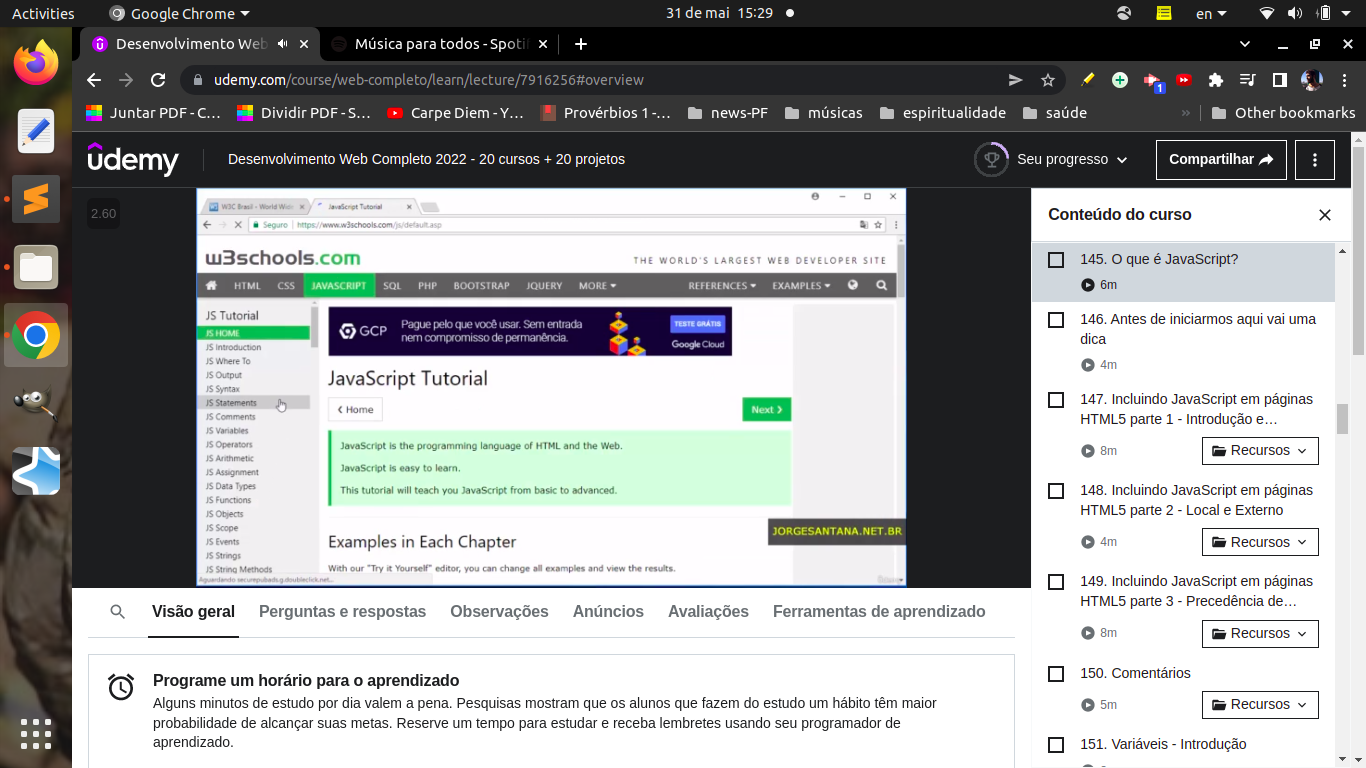 Activities
Google Chrome
31 de mai 15:29
en
Desenvolvimento Web
Música para todos - Spoti
udemy.com/course/web-completo/learn/lecture/7916256#overview
1
Juntar PDF - C…
Dividir PDF - S…
Carpe Diem - Y…
Provérbios 1 -…
news-PF
músicas
espiritualidade
saúde
»
Other bookmarks
udemy
Desenvolvimento Web Completo 2022 - 20 cursos + 20 projetos
Seu progresso
Compartilhar
2.60
W3C Brasil - World Wide
JavaScript Tutorial
Seguro
https://www.w3schools.com/js/default.asp
w3schools.com
THE WORLD'S LARGEST WEB DEVELOPER SITE
HTML CSS JAVASCRIPT SQL PHP BOOTSTRAP JQUERY MORE REFERENCES EXAMPLES
JS Tutorial
JS HOME
JS Introduction
JS Where To
JS Output
JS Syntax
JS Statements
JS Comments
JS Variables
JS Operators
JS Arithmetic
JS Assignment
JS Data Types
JS Functions
JS Objects
JS Scope
JS Events
JS Strings
JS String Methods
Aguardando securepubads.g.doubleclick.net...
GCP
Pague pelo que você usar. Sem entrada
nem compromisso de permanência.
TESTE GRÁTIS
Google Cloud
JavaScript Tutorial
❮ Home
Next ❯
JavaScript is the programming language of HTML and the Web.
JavaScript is easy to learn.
This tutorial will teach you JavaScript from basic to advanced.
JORGESANTANA.NET.BR
Examples in Each Chapter
With our "Try it Yourself" editor, you can change all examples and view the results.
Conteúdo do curso
145. O que é JavaScript?
6m
146. Antes de iniciarmos aqui vai uma
dica
4m
147. Incluindo JavaScript em páginas
HTML5 parte 1 - Introdução e…
8m
Recursos
148. Incluindo JavaScript em páginas
HTML5 parte 2 - Local e Externo
4m
Recursos
149. Incluindo JavaScript em páginas
HTML5 parte 3 - Precedência de…
8m
Recursos
150. Comentários
5m
Recursos
151. Variáveis - Introdução
Visão geral
Perguntas e respostas
Observações
Anúncios
Avaliações
Ferramentas de aprendizado
Programe um horário para o aprendizado
Alguns minutos de estudo por dia valem a pena. Pesquisas mostram que os alunos que fazem do estudo um hábito têm maior
probabilidade de alcançar suas metas. Reserve um tempo para estudar e receba lembretes usando seu programador de
aprendizado.